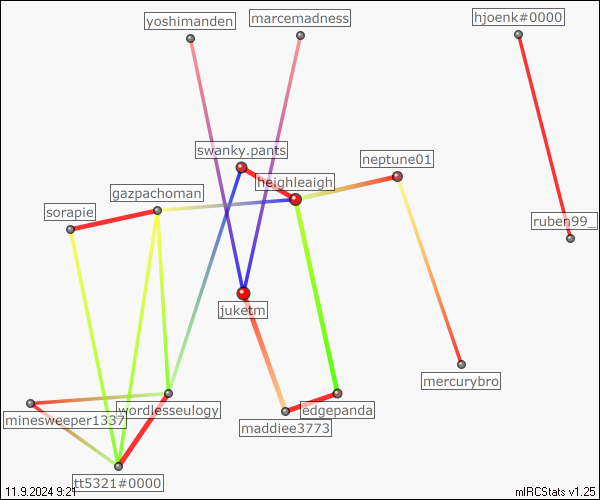 yoshimanden
marcemadness
hjoenk#0000
swanky.pants
neptune01
heighleaigh
gazpachoman
sorapie
ruben99_
juketm
mercurybro
wordlesseulogy
edgepanda
minesweeper1337
maddiee3773
tt5321#0000
11.9.2024 9:21
mIRCStats v1.25